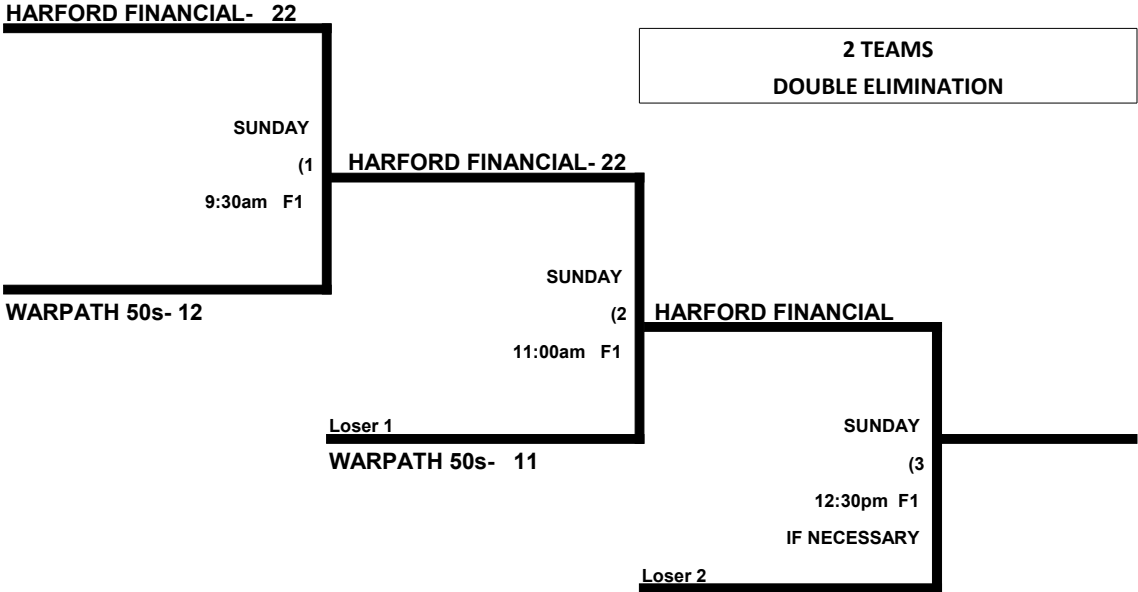 HARFORD FINANCIAL- 22
2 TEAMS
DOUBLE ELIMINATION
SUNDAY
(1
HARFORD FINANCIAL- 22
9:30am F1
SUNDAY
WARPATH 50s- 12
(2
HARFORD FINANCIAL
11:00am F1
Loser 1
SUNDAY
WARPATH 50s- 11
(3
12:30pm F1
IF NECESSARY
Loser 2